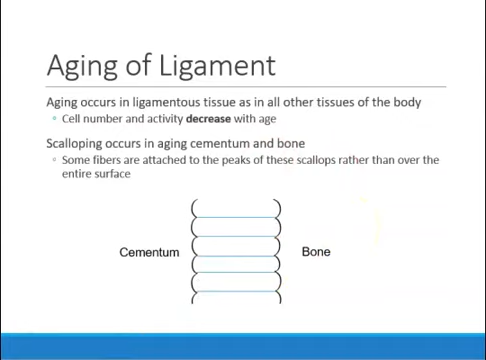 Aging of Ligament
Aging occurs in ligamentous tissue as in all other tissues of the body
Cell number and activity decrease with age
Scalloping occurs in aging cementum and bone
Some fibers are attached to the peaks of these scallops rather than over the
entire surface
Cementum
Bone